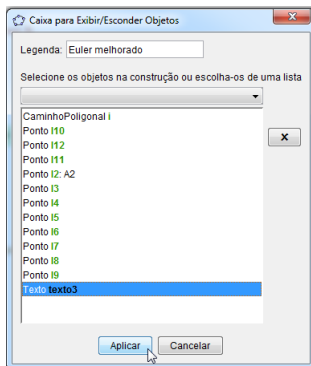 Caixa para Exibir/Esconder Objetos
Legenda: Euler melhorado
Selecione os objetos na construção ou escolha-os de uma lista
CaminhoPoligonal i
Ponto I10
Ponto I12
Ponto I11
Ponto I2: A2
Ponto I3
Ponto I4
Ponto I5
Ponto I6
Ponto I7
Ponto I8
Ponto I9
Texto texto3
x
Aplicar Cancelar